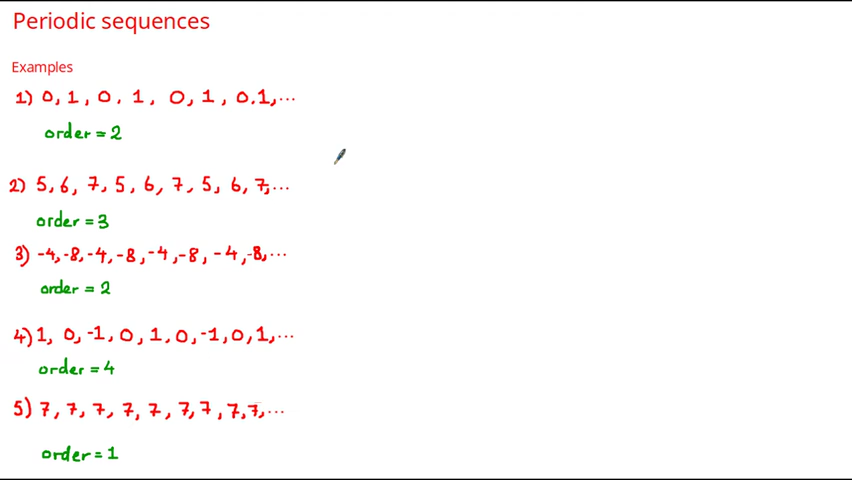 Periodic sequences
Examples
1) 0, 1, 0, 1, 0, 1, 0.1, ...
order = 2
2) 5, 6, 7, 5, 6, 7, 5, 6, 7, ...
order = 3
3) -4, -8, -4, -8, -4, -8, -4, -8, ...
order = 2
4) 1, 0, -1, 0, 1, 0, -1, 0, 1, ...
order = 4
5) 7, 7, 7, 7, 7, 7, 7, 7, 7, ...
order = 1